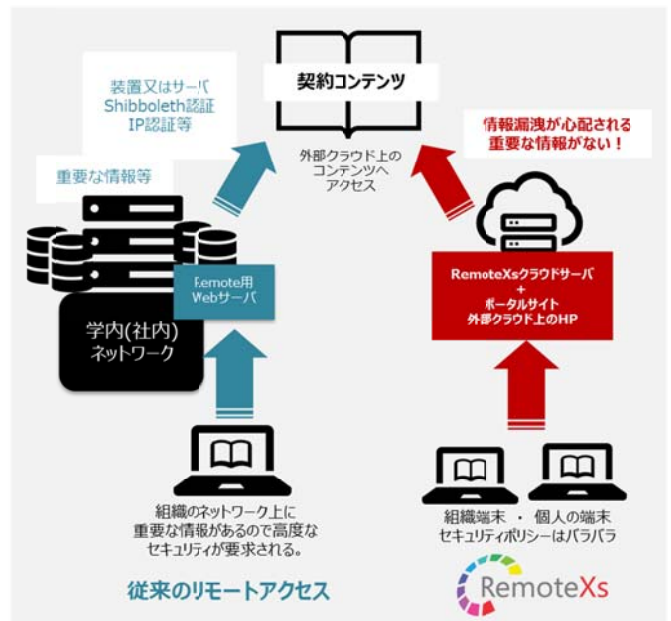 契約コンテンツ
装置又はサーバ
Shibboleth認証
IP認証等
外部クラウド上の
コンテンツへ
アクセス
情報漏洩が心配される
重要な情報がない！
重要な情報等
Remote用
Webサーバ
学内(社内)
ネットワーク
RemoteXsクラウドサーバ
+
ポータルサイト
外部クラウド上のHP
組織のネットワーク上に
重要な情報があるので高度な
セキュリティが要求される。
従来のリモートアクセス
組織端末 ・ 個人の端末
セキュリティポリシーはバラバラ
RemoteXs